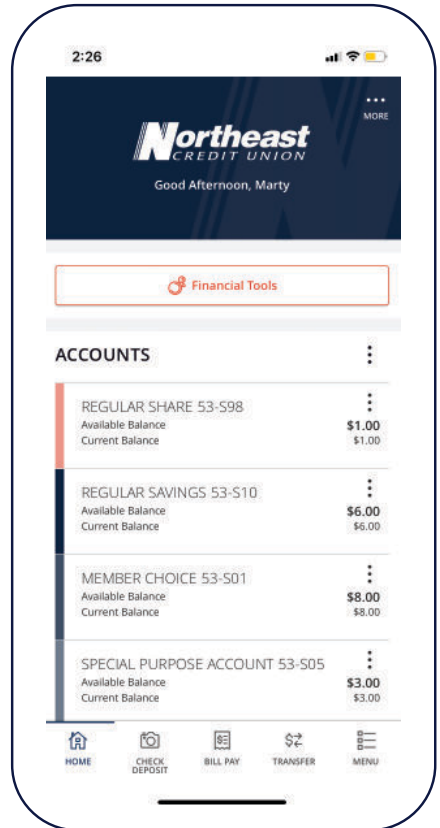 2:26
MORE
Northeast
CREDIT UNION
Good Afternoon, Marty
Financial Tools
ACCOUNTS
REGULAR SHARE 53-S98
Available Balance $1.00
Current Balance $1.00
REGULAR SAVINGS 53-S10
Available Balance $6.00
Current Balance $6.00
MEMBER CHOICE 53-S01
Available Balance $8.00
Current Balance $8.00
SPECIAL PURPOSE ACCOUNT 53-S05
Available Balance $3.00
Current Balance $3.00
HOME
CHECK
DEPOSIT
BILL PAY
TRANSFER
MENU